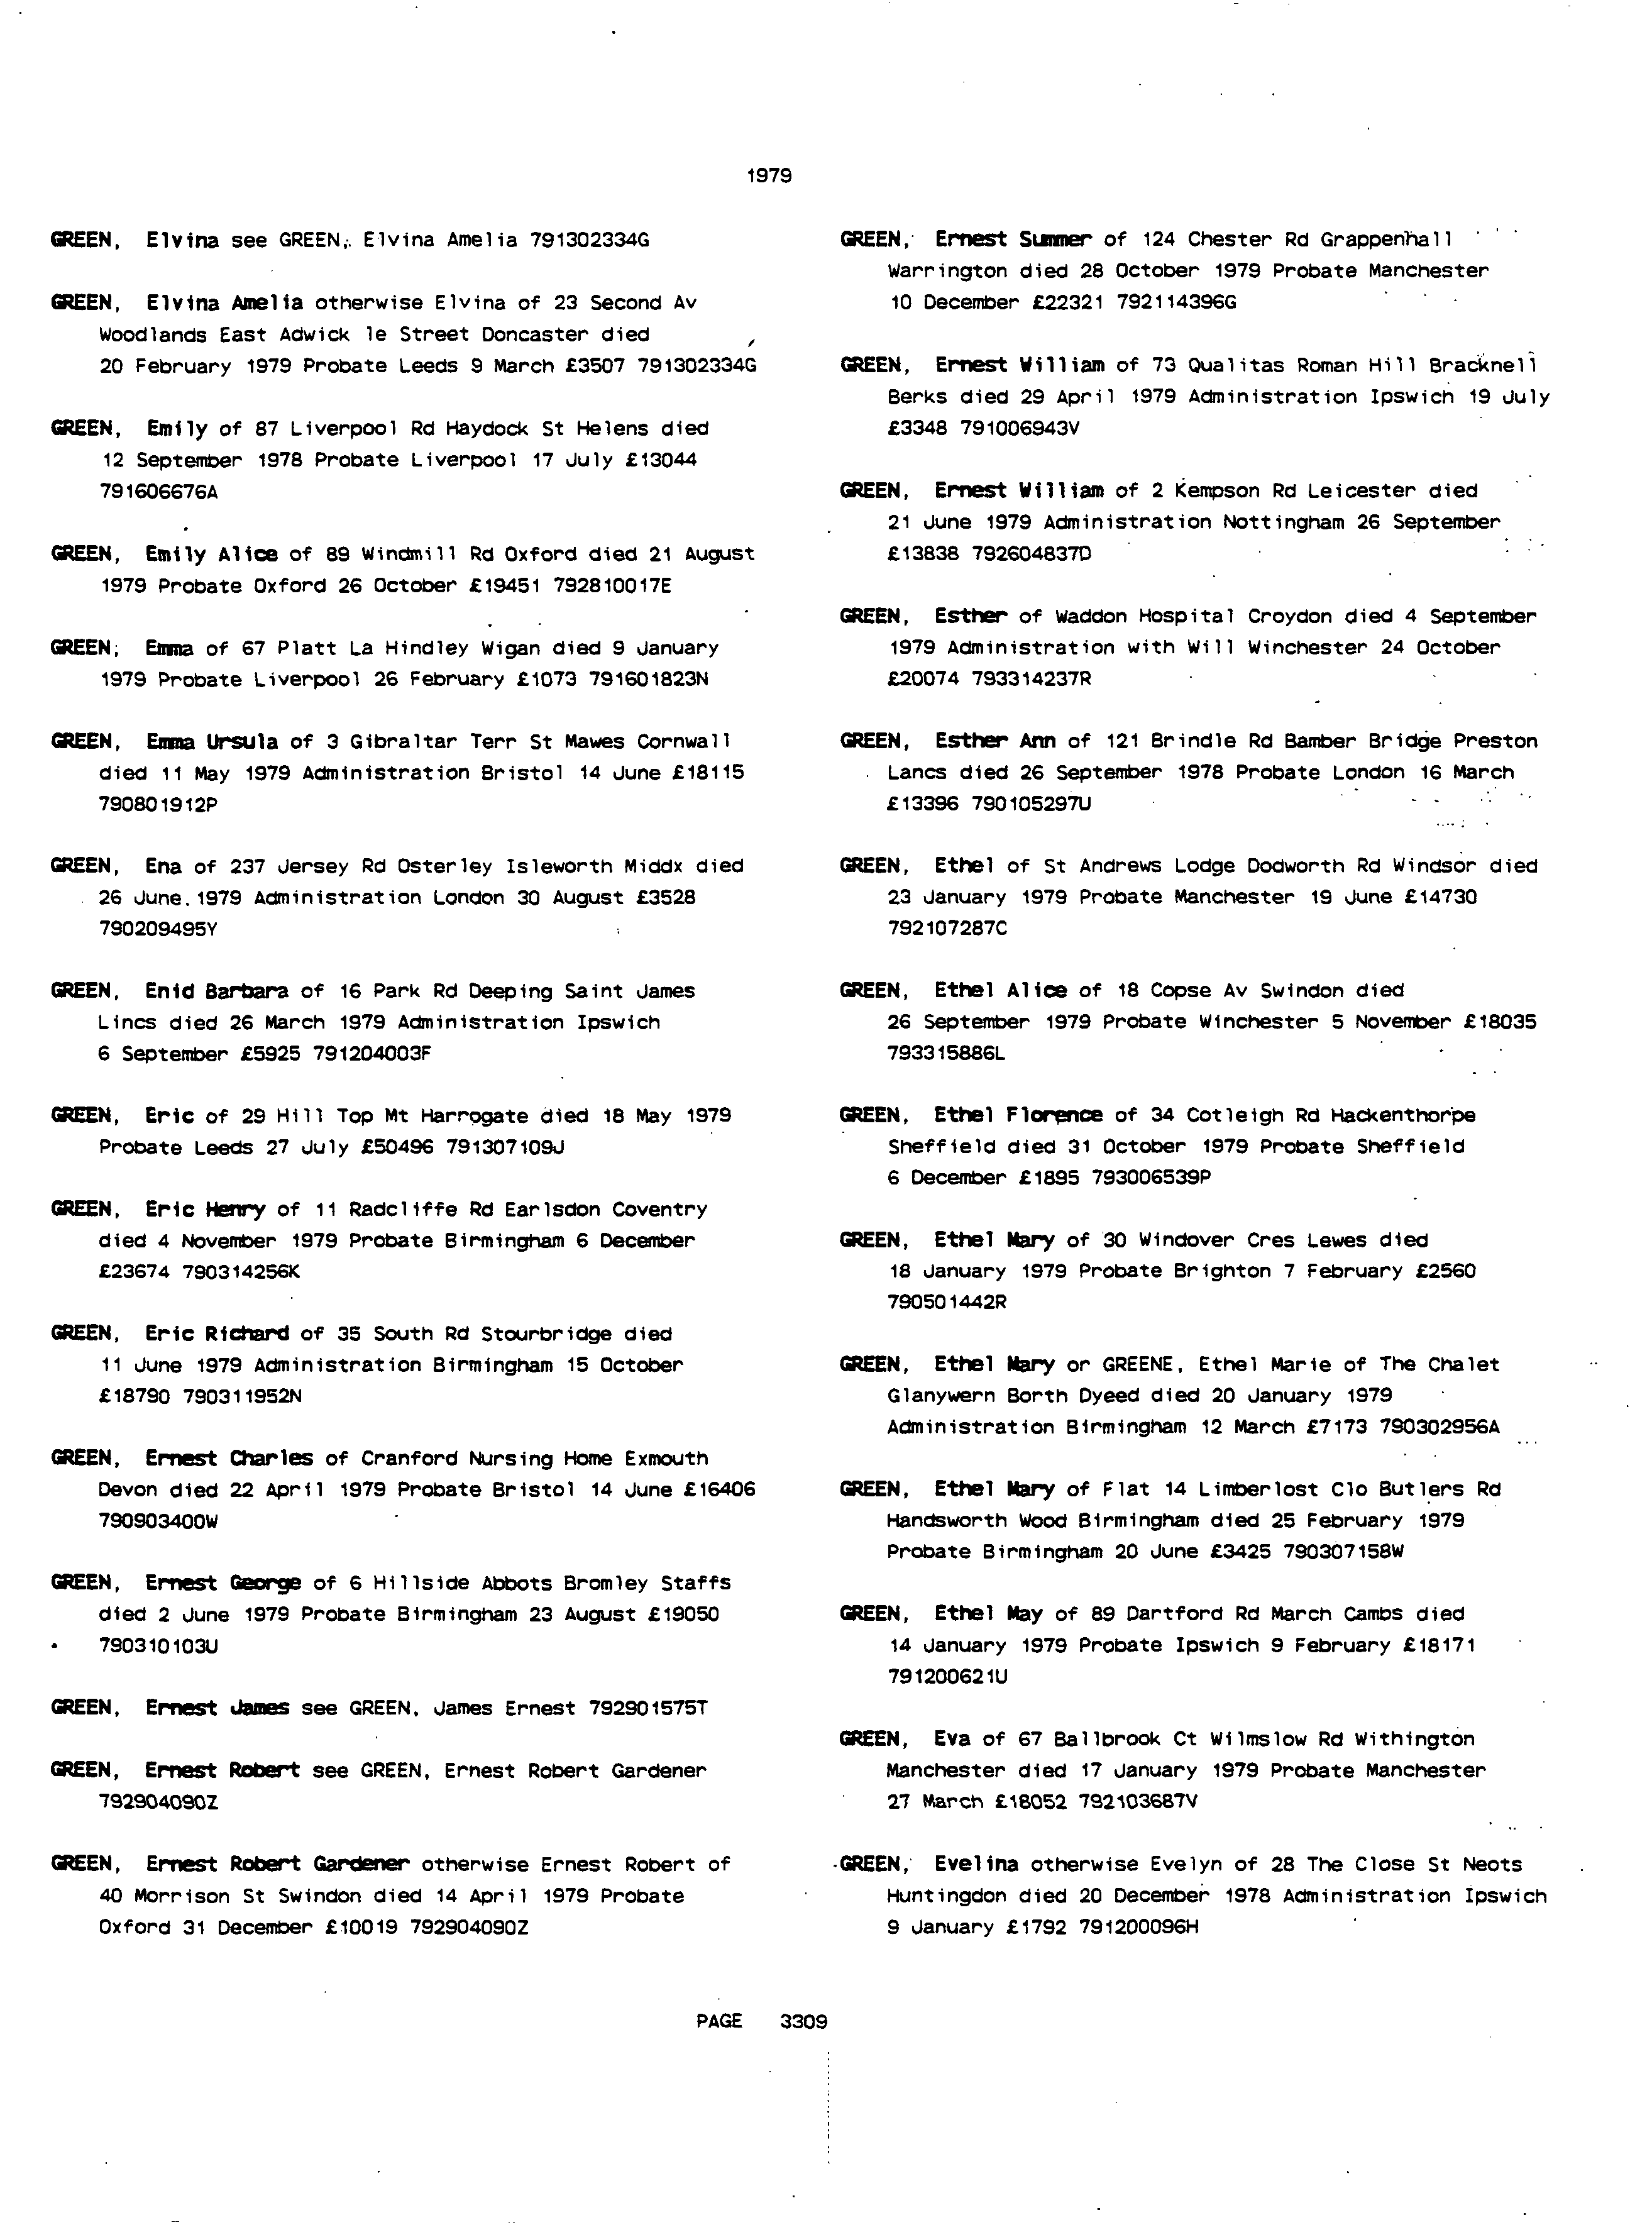 1979
GREEN, Elvina see GREEN, Elvina Amelia 791302334G
GREEN, Elvina Amelia otherwise Elvina of 23 Second Av
Woodlands East Adwick le Street Doncaster died
20 February 1979 Probate Leeds 9 March £3507 791302334G
GREEN, Emily of 87 Liverpool Rd Haydock St Helens died
12 September 1978 Probate Liverpool 17 July £13044
791606676A
GREEN, Emily Alice of 89 Windmill Rd Oxford died 21 August
1979 Probate Oxford 26 October £19451 792810017E
GREEN, Emma of 67 Platt La Hindley Wigan died 9 January
1979 Probate Liverpool 26 February £1073 791601823N
GREEN, Emma Ursula of 3 Gibraltar Terr St Mawes Cornwall
died 11 May 1979 Administration Bristol 14 June £18115
790801912P
GREEN, Ena of 237 Jersey Rd Osterley Isleworth Middx died
26 June 1979 Administration London 30 August £3528
790209495Y
GREEN, Enid Barbara of 16 Park Rd Deeping Saint James
Lincs died 26 March 1979 Administration Ipswich
6 September £5925 791204003F
GREEN, Eric of 29 Hill Top Mt Harrogate died 18 May 1979
Probate Leeds 27 July £50496 791307109J
GREEN, Eric Henry of 11 Radcliffe Rd Earlsdon Coventry
died 4 November 1979 Probate Birmingham 6 December
£23674 790314256K
GREEN, Eric Richard of 35 South Rd Stourbridge died
11 June 1979 Administration Birmingham 15 October
£18790 790311952N
GREEN, Ernest Charles of Cranford Nursing Home Exmouth
Devon died 22 April 1979 Probate Bristol 14 June £16406
790903400W
GREEN, Ernest George of 6 Hillside Abbots Bromley Staffs
died 2 June 1979 Probate Birmingham 23 August £19050
790310103U
GREEN, Ernest James see GREEN, James Ernest 792901575T
GREEN, Ernest Robert see GREEN, Ernest Robert Gardener
792904090Z
GREEN, Ernest Robert Gardener otherwise Ernest Robert of
40 Morrison St Swindon died 14 April 1979 Probate
Oxford 31 December £10019 792904090Z
GREEN, Ernest Sumner of 124 Chester Rd Grappenhall
Warrington died 28 October 1979 Probate Manchester
10 December £22321 792114396G
GREEN, Ernest William of 73 Qualitas Roman Hill Bracknell
Berks died 29 April 1979 Administration Ipswich 19 July
£3348 791006943V
GREEN, Ernest William of 2 Kempson Rd Leicester died
21 June 1979 Administration Nottingham 26 September
£13838 792604837D
GREEN, Esther of Waddon Hospital Croydon died 4 September
1979 Administration with Will Winchester 24 October
£20074 793314237R
GREEN, Esther Ann of 121 Brindle Rd Bamber Bridge Preston
Lancs died 26 September 1978 Probate London 16 March
£13396 790105297U
GREEN, Ethel of St Andrews Lodge Dodworth Rd Windsor died
23 January 1979 Probate Manchester 19 June £14730
792107287C
GREEN, Ethel Alice of 18 Copse Av Swindon died
26 September 1979 Probate Winchester 5 November £18035
793315886L
GREEN, Ethel Florence of 34 Cotleigh Rd Hackenthorpe
Sheffield died 31 October 1979 Probate Sheffield
6 December £1895 793006539P
GREEN, Ethel Mary of 30 Windover Cres Lewes died
18 January 1979 Probate Brighton 7 February £2560
790501442R
GREEN, Ethel Mary or GREENE, Ethel Marie of The Chalet
Glanywern Borth Dyeed died 20 January 1979
Administration Birmingham 12 March £7173 790302956A
GREEN, Ethel Mary of Flat 14 Limberlost Clo Butlers Rd
Handsworth Wood Birmingham died 25 February 1979
Probate Birmingham 20 June £3425 790307158W
GREEN, Ethel May of 89 Dartford Rd March Cambs died
14 January 1979 Probate Ipswich 9 February £18171
791200621U
GREEN, Eva of 67 Ballbrook Ct Wilmslow Rd Withington
Manchester died 17 January 1979 Probate Manchester
27 March £18052 792103687V
GREEN, Evelina otherwise Evelyn of 28 The Close St Neots
Huntingdon died 20 December 1978 Administration Ipswich
9 January £1792 791200096H
PAGE 3309